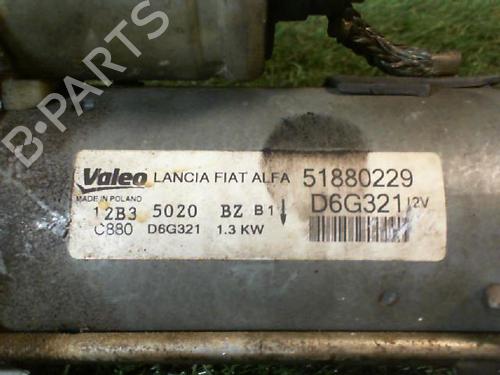 B-PARTS
Valeo LANCIA FIAT ALFA 51880229
MADE IN POLAND D6G321 12V
12B3 5020 BZ B1
C880 D6G321 1.3 KW